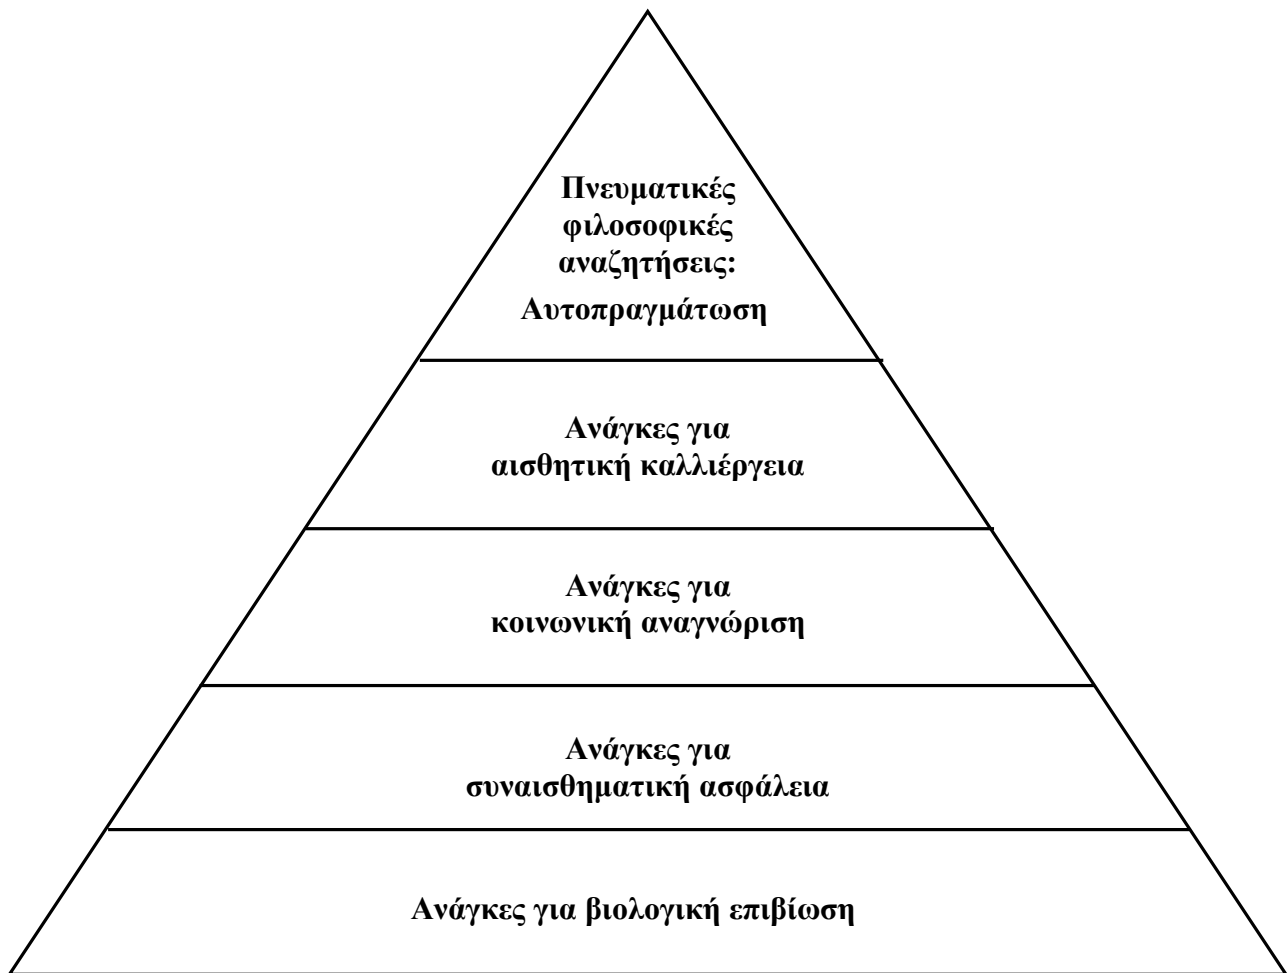 Πνευματικές
φιλοσοφικές
αναζητήσεις:
Αυτοπραγμάτωση
Ανάγκες για
αισθητική καλλιέργεια
Ανάγκες για
κοινωνική αναγνώριση
Ανάγκες για
συναισθηματική ασφάλεια
Ανάγκες για βιολογική επιβίωση